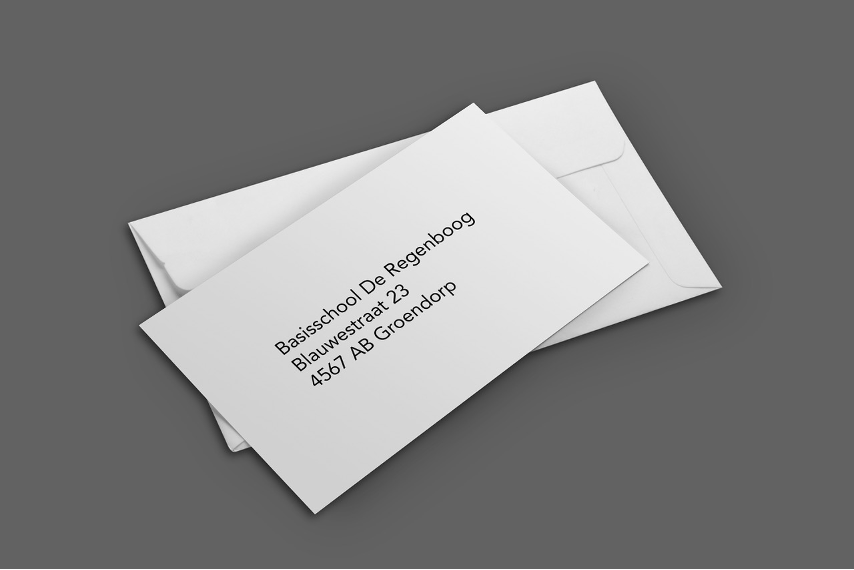 Basisschool De Regenboog
Blauwestraat 23
4567 AB Groendorp